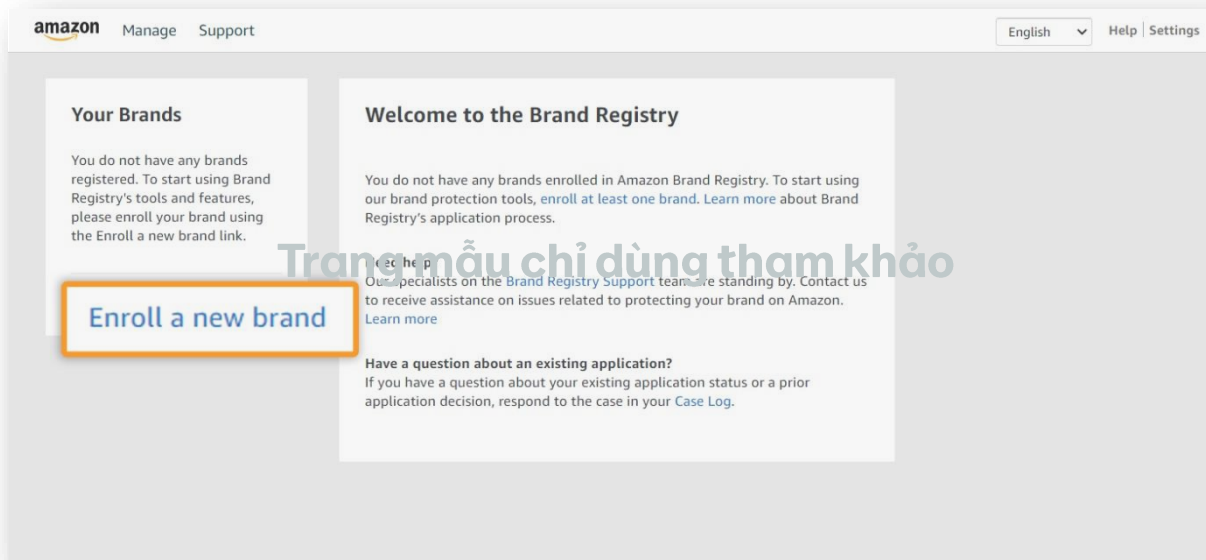 amazon Manage Support English Help Settings
Your Brands
You do not have any brands
registered. To start using Brand
Registry's tools and features,
please enroll your brand using
the Enroll a new brand link.
Enroll a new brand
Welcome to the Brand Registry
You do not have any brands enrolled in Amazon Brand Registry. To start using
our brand protection tools, enroll at least one brand. Learn more about Brand
Registry's application process.
Trang mẫu chỉ dùng tham khảo
Need help
Our specialists on the Brand Registry Support team are standing by. Contact us
to receive assistance on issues related to protecting your brand on Amazon.
Learn more
Have a question about an existing application?
If you have a question about your existing application status or a prior
application decision, respond to the case in your Case Log.